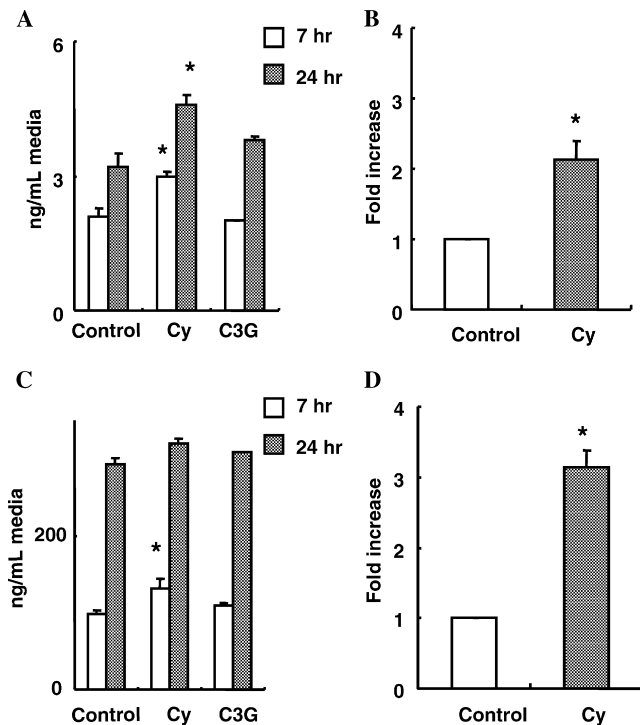 A
6
3
0
ng/mL media
7 hr
24 hr
*
*
Control Cy C3G
B
4
3
2
1
0
Fold increase
*
Control Cy
C
200
0
ng/mL media
7 hr
24 hr
*
Control Cy C3G
D
4
3
2
1
0
Fold increase
*
Control Cy